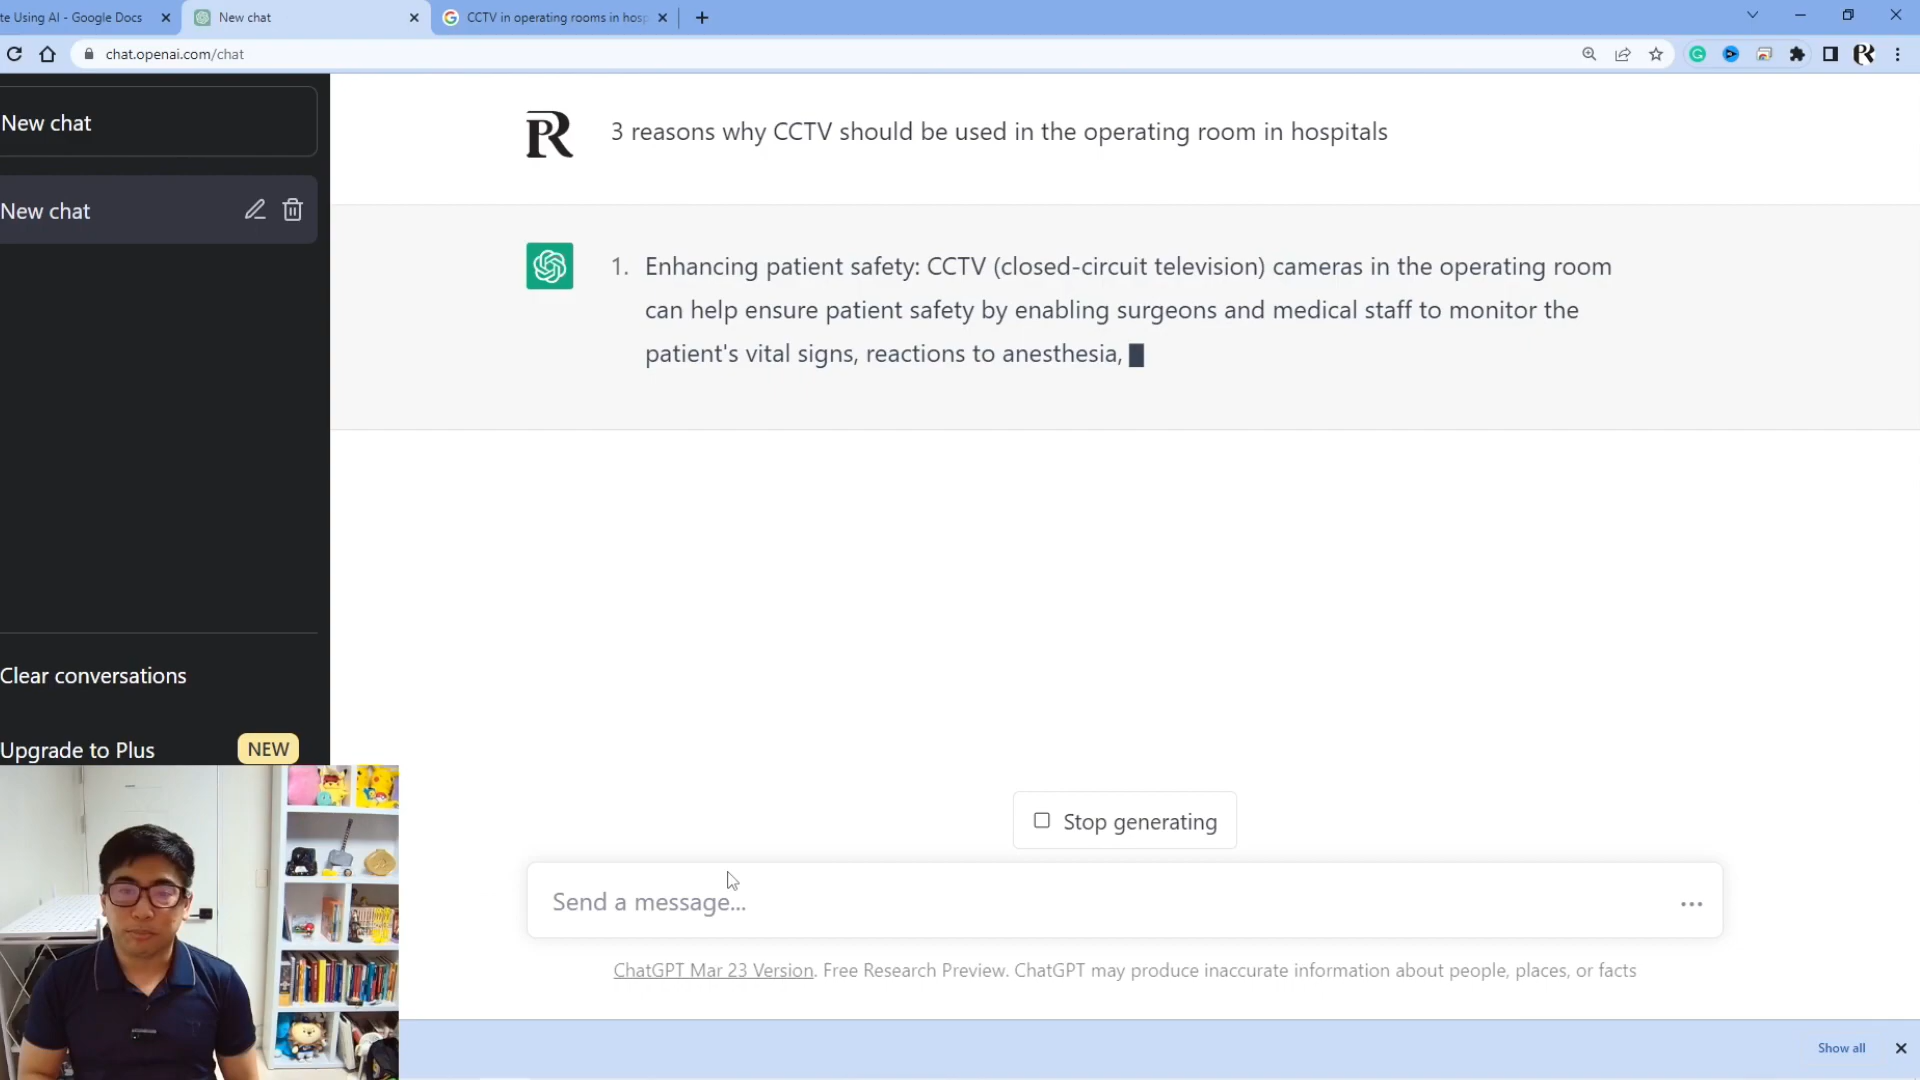 te Using AI - Google Docs
New chat
CCTV in operating rooms in hosp
chat.openai.com/chat
New chat
New chat
Clear conversations
Upgrade to Plus
NEW
PR
3 reasons why CCTV should be used in the operating room in hospitals
1. Enhancing patient safety: CCTV (closed-circuit television) cameras in the operating room
can help ensure patient safety by enabling surgeons and medical staff to monitor the
patient's vital signs, reactions to anesthesia,
Stop generating
Send a message...
ChatGPT Mar 23 Version. Free Research Preview. ChatGPT may produce inaccurate information about people, places, or facts
Show all